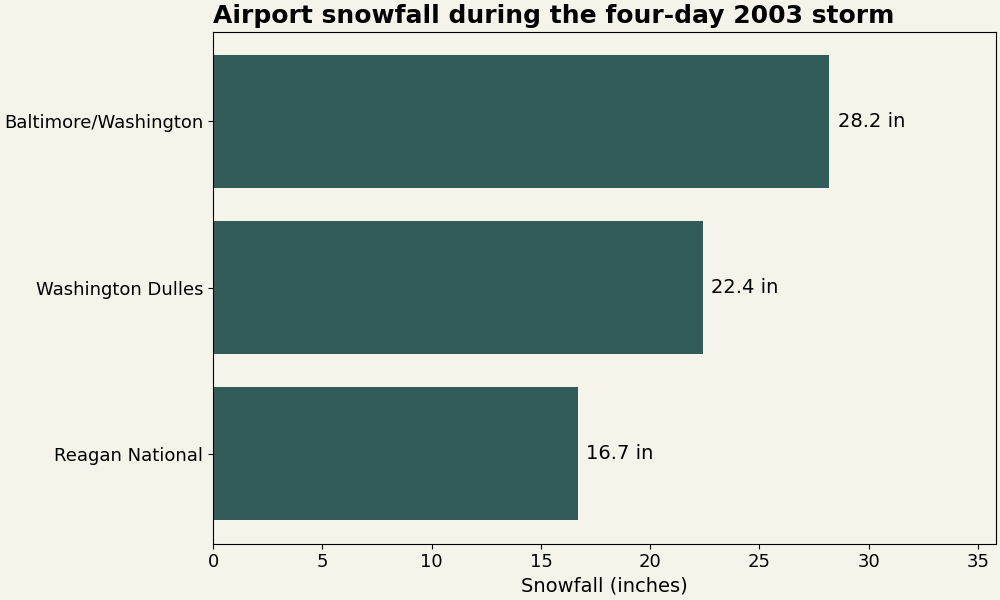 Airport snowfall during the four-day 2003 storm
Baltimore/Washington
28.2 in
Washington Dulles
22.4 in
Reagan National
16.7 in
0 5 10 15 20 25 30 35
Snowfall (inches)